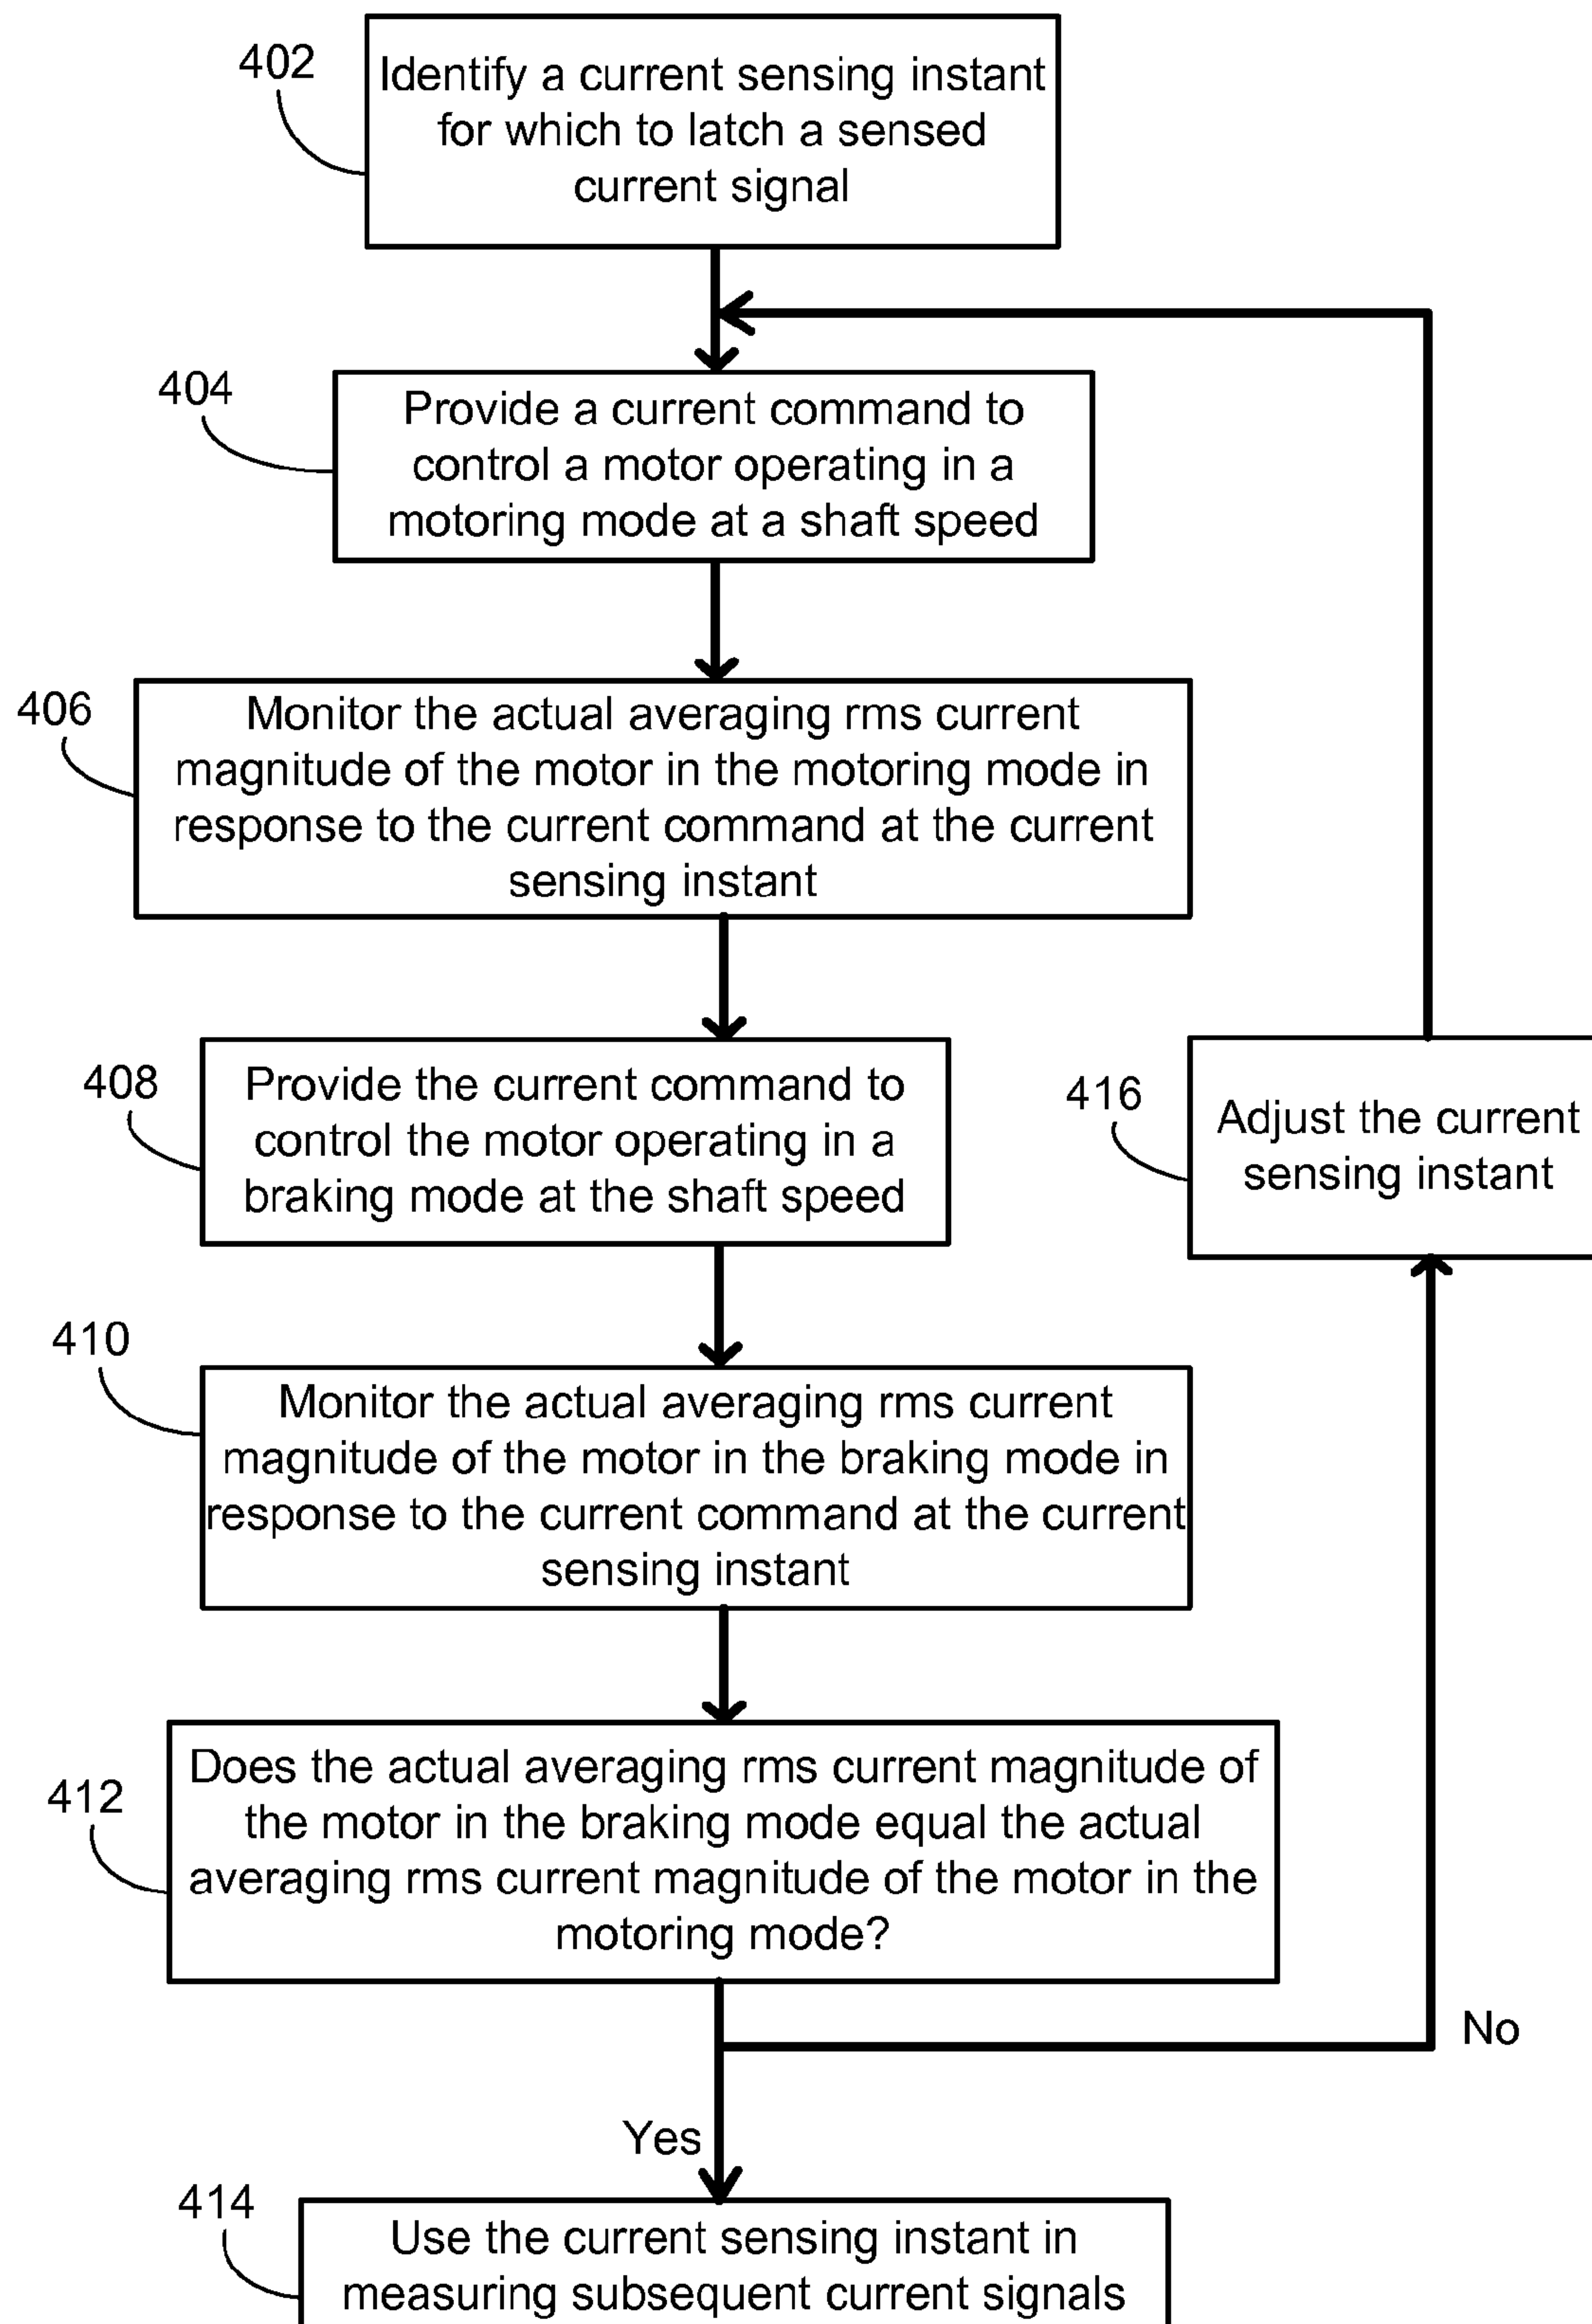 402
Identify a current sensing instant
for which to latch a sensed
current signal
404
Provide a current command to
control a motor operating in a
motoring mode at a shaft speed
406
Monitor the actual averaging rms current
magnitude of the motor in the motoring mode in
response to the current command at the current
sensing instant
408
Provide the current command to
control the motor operating in a
braking mode at the shaft speed
416
Adjust the current
sensing instant
410
Monitor the actual averaging rms current
magnitude of the motor in the braking mode in
response to the current command at the current
sensing instant
412
Does the actual averaging rms current magnitude of
the motor in the braking mode equal the actual
averaging rms current magnitude of the motor in the
motoring mode?
No
Yes
414
Use the current sensing instant in
measuring subsequent current signals